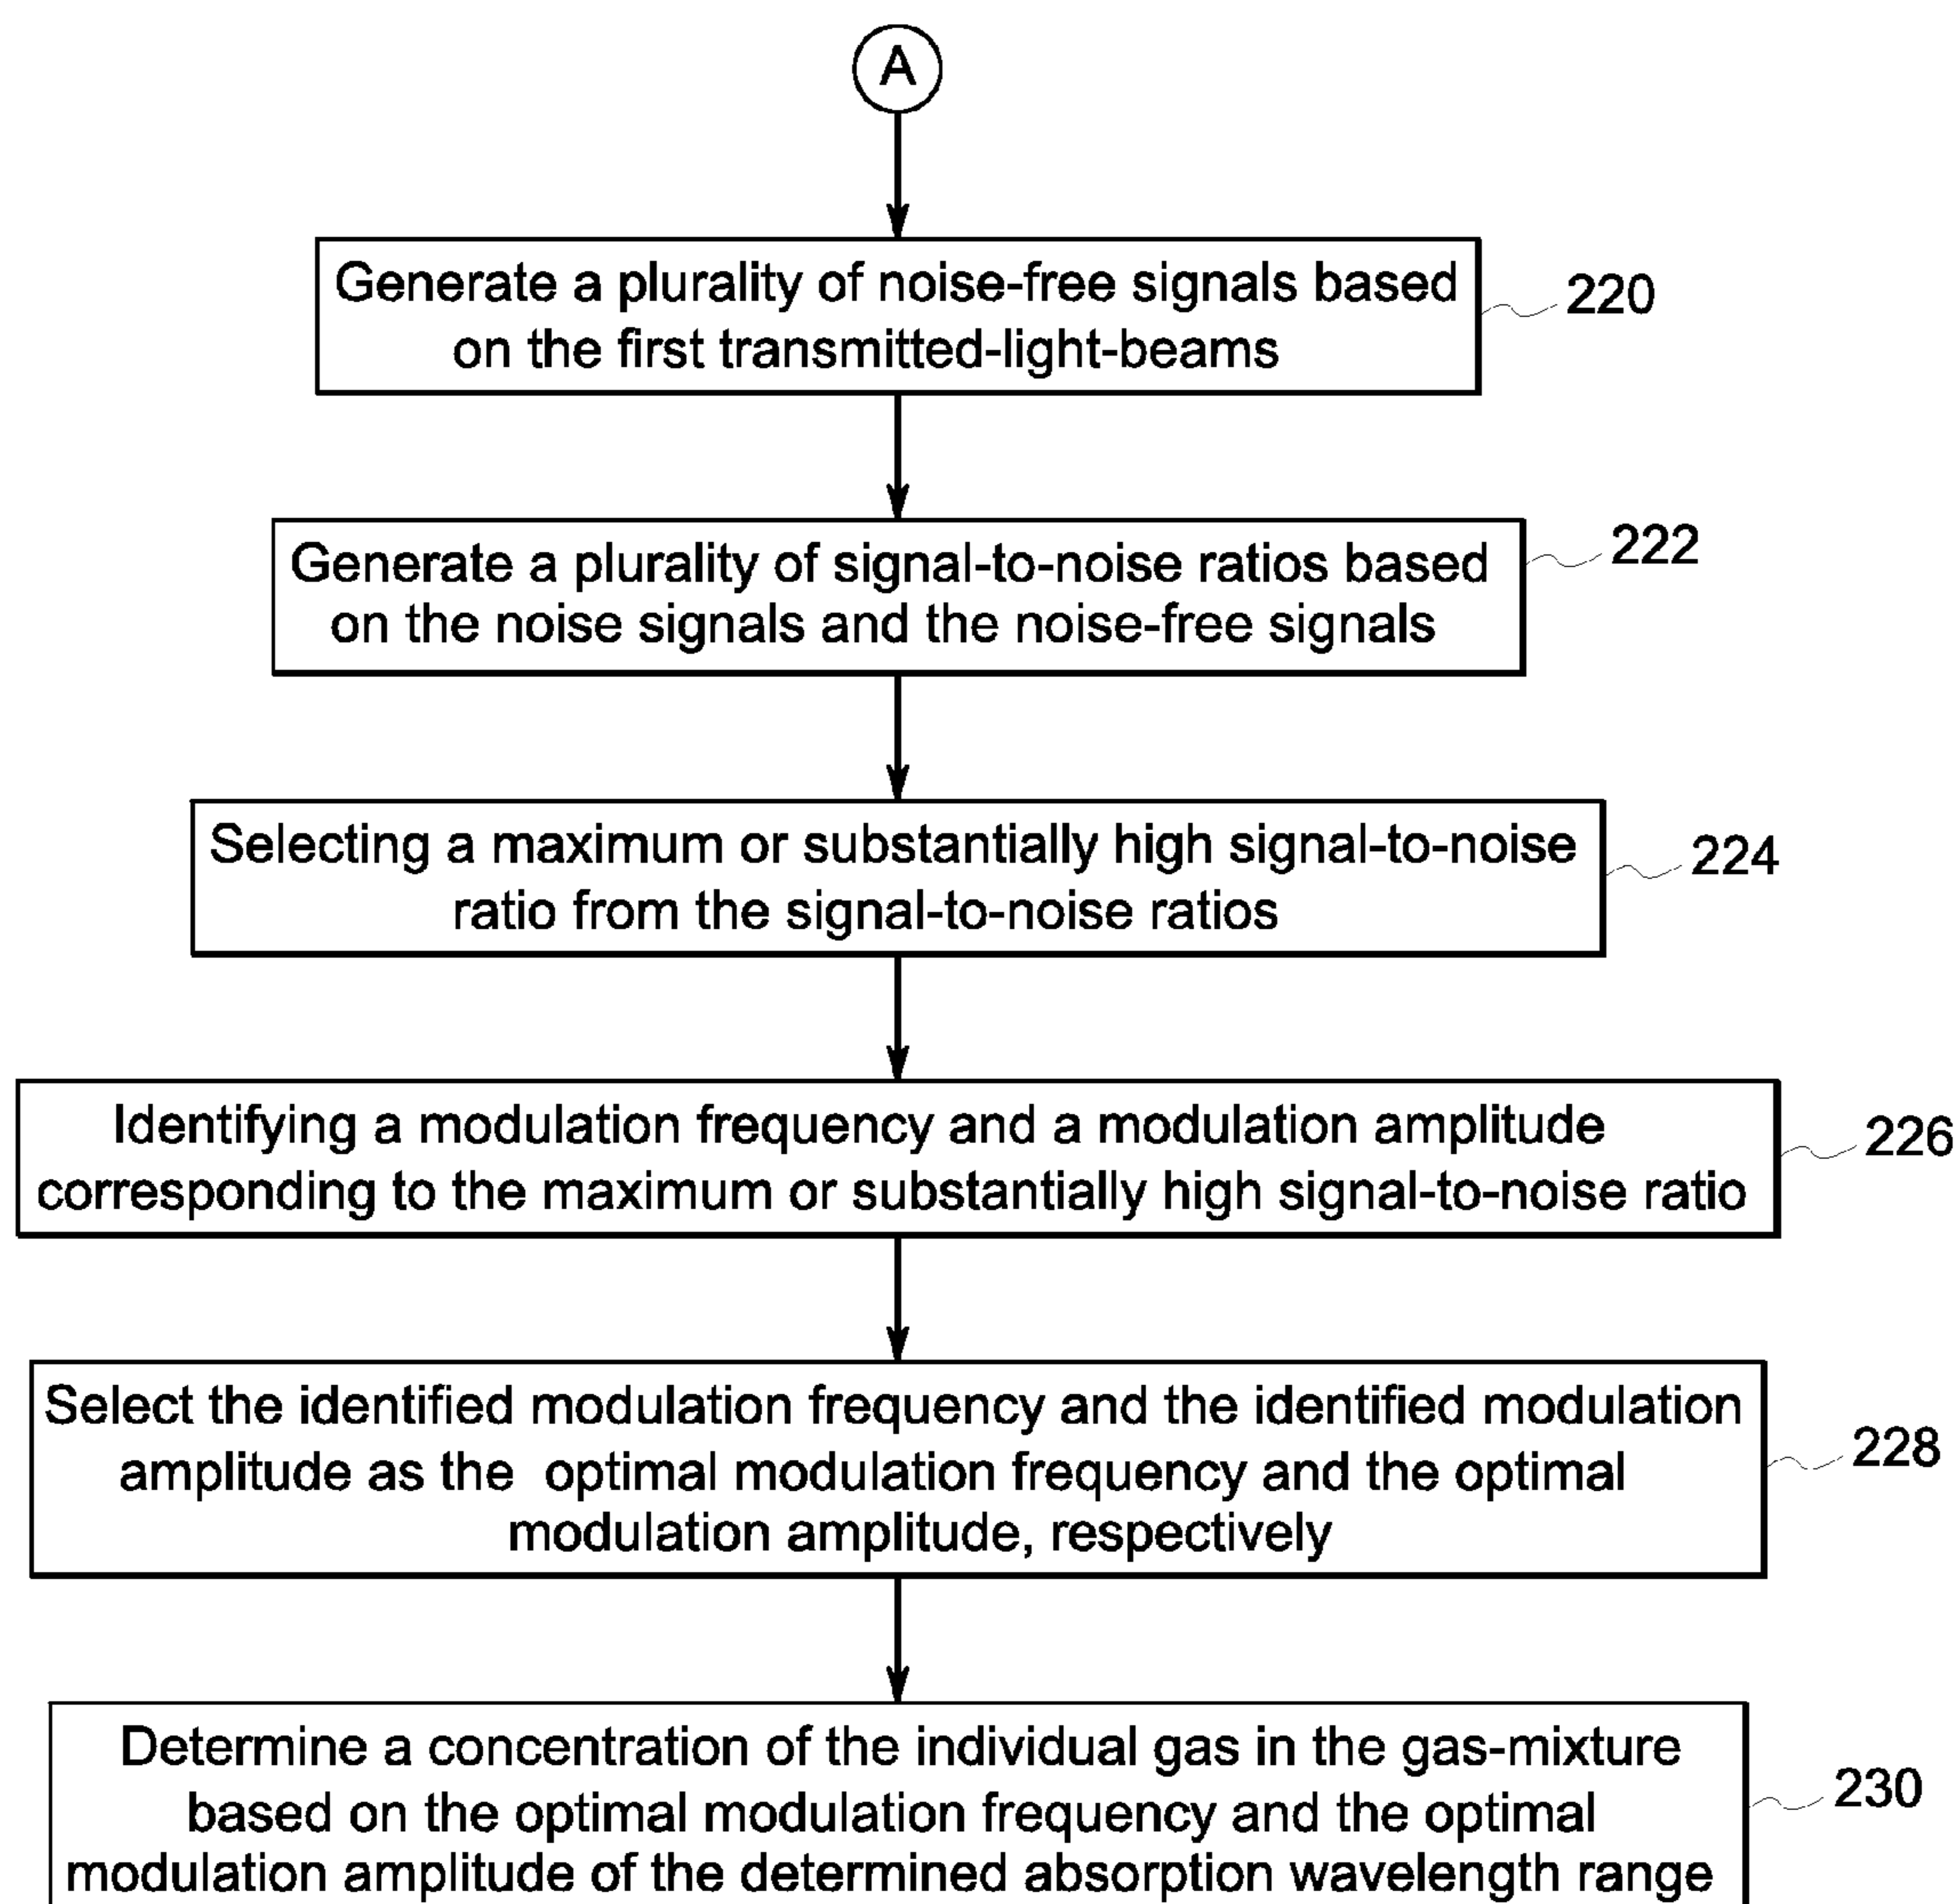 A
Generate a plurality of noise-free signals based
on the first transmitted-light-beams
220
Generate a plurality of signal-to-noise ratios based
on the noise signals and the noise-free signals
222
Selecting a maximum or substantially high signal-to-noise
ratio from the signal-to-noise ratios
224
Identifying a modulation frequency and a modulation amplitude
corresponding to the maximum or substantially high signal-to-noise ratio
226
Select the identified modulation frequency and the identified modulation
amplitude as the optimal modulation frequency and the optimal
modulation amplitude, respectively
228
Determine a concentration of the individual gas in the gas-mixture
based on the optimal modulation frequency and the optimal
modulation amplitude of the determined absorption wavelength range
230